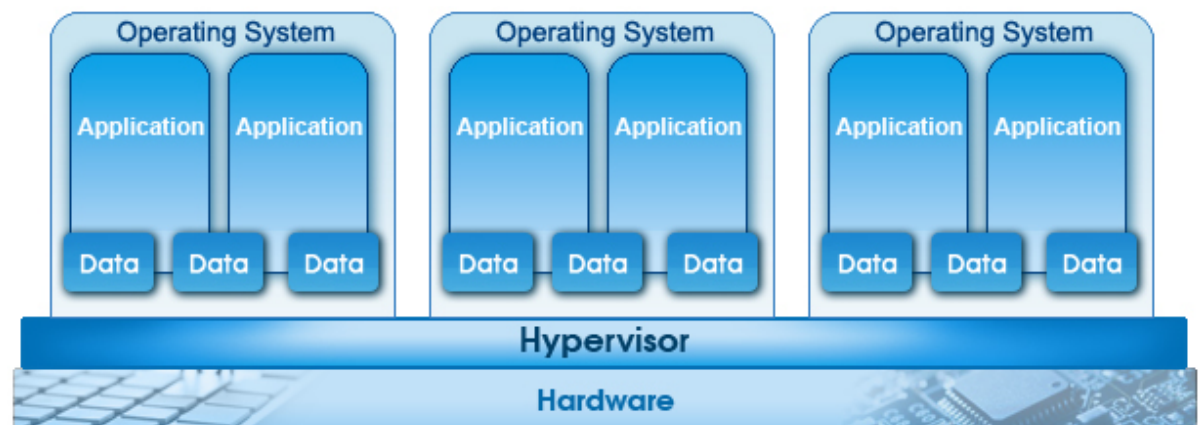 Operating System Operating System Operating System
Application Application Application Application Application Application
Data Data Data Data Data Data Data Data Data
Hypervisor
Hardware